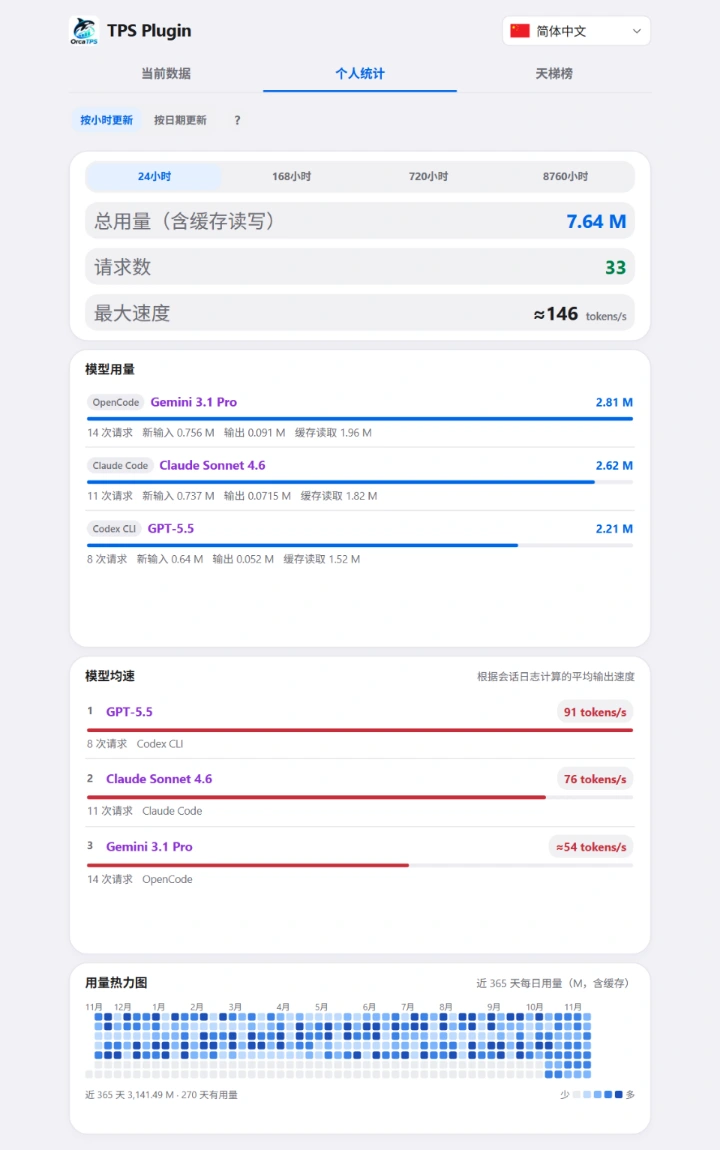 OrcaTPS
TPS Plugin
简体中文
当前数据 个人统计 天梯榜
按小时更新 按日期更新 ?
24小时 168小时 720小时 8760小时
总用量（含缓存读写） 7.64 M
请求数 33
最大速度 ≈146 tokens/s
模型用量
OpenCode Gemini 3.1 Pro 2.81 M
14 次请求 新输入 0.756 M 输出 0.091 M 缓存读取 1.96 M
Claude Code Claude Sonnet 4.6 2.62 M
11 次请求 新输入 0.737 M 输出 0.0715 M 缓存读取 1.82 M
Codex CLI GPT-5.5 2.21 M
8 次请求 新输入 0.64 M 输出 0.052 M 缓存读取 1.52 M
模型均速 根据会话日志计算的平均输出速度
1 GPT-5.5 91 tokens/s
8 次请求 Codex CLI
2 Claude Sonnet 4.6 76 tokens/s
11 次请求 Claude Code
3 Gemini 3.1 Pro ≈54 tokens/s
14 次请求 OpenCode
用量热力图 近 365 天每日用量（M，含缓存）
11月 12月 1月 2月 3月 4月 5月 6月 7月 8月 9月 10月 11月
近 365 天 3,141.49 M · 270 天有用量 少 多